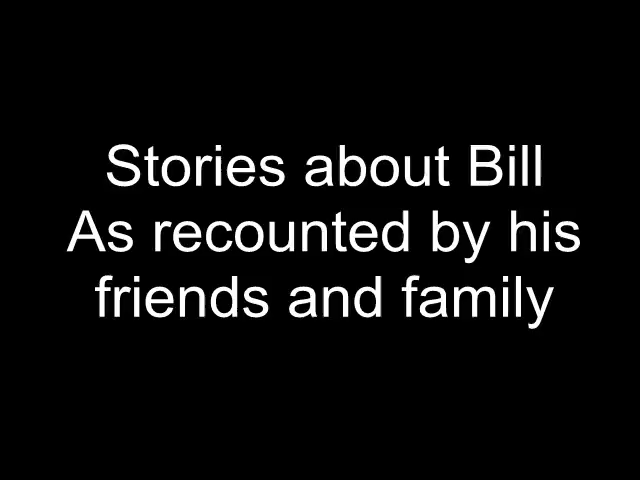 Stories about Bill
As recounted by his
friends and family